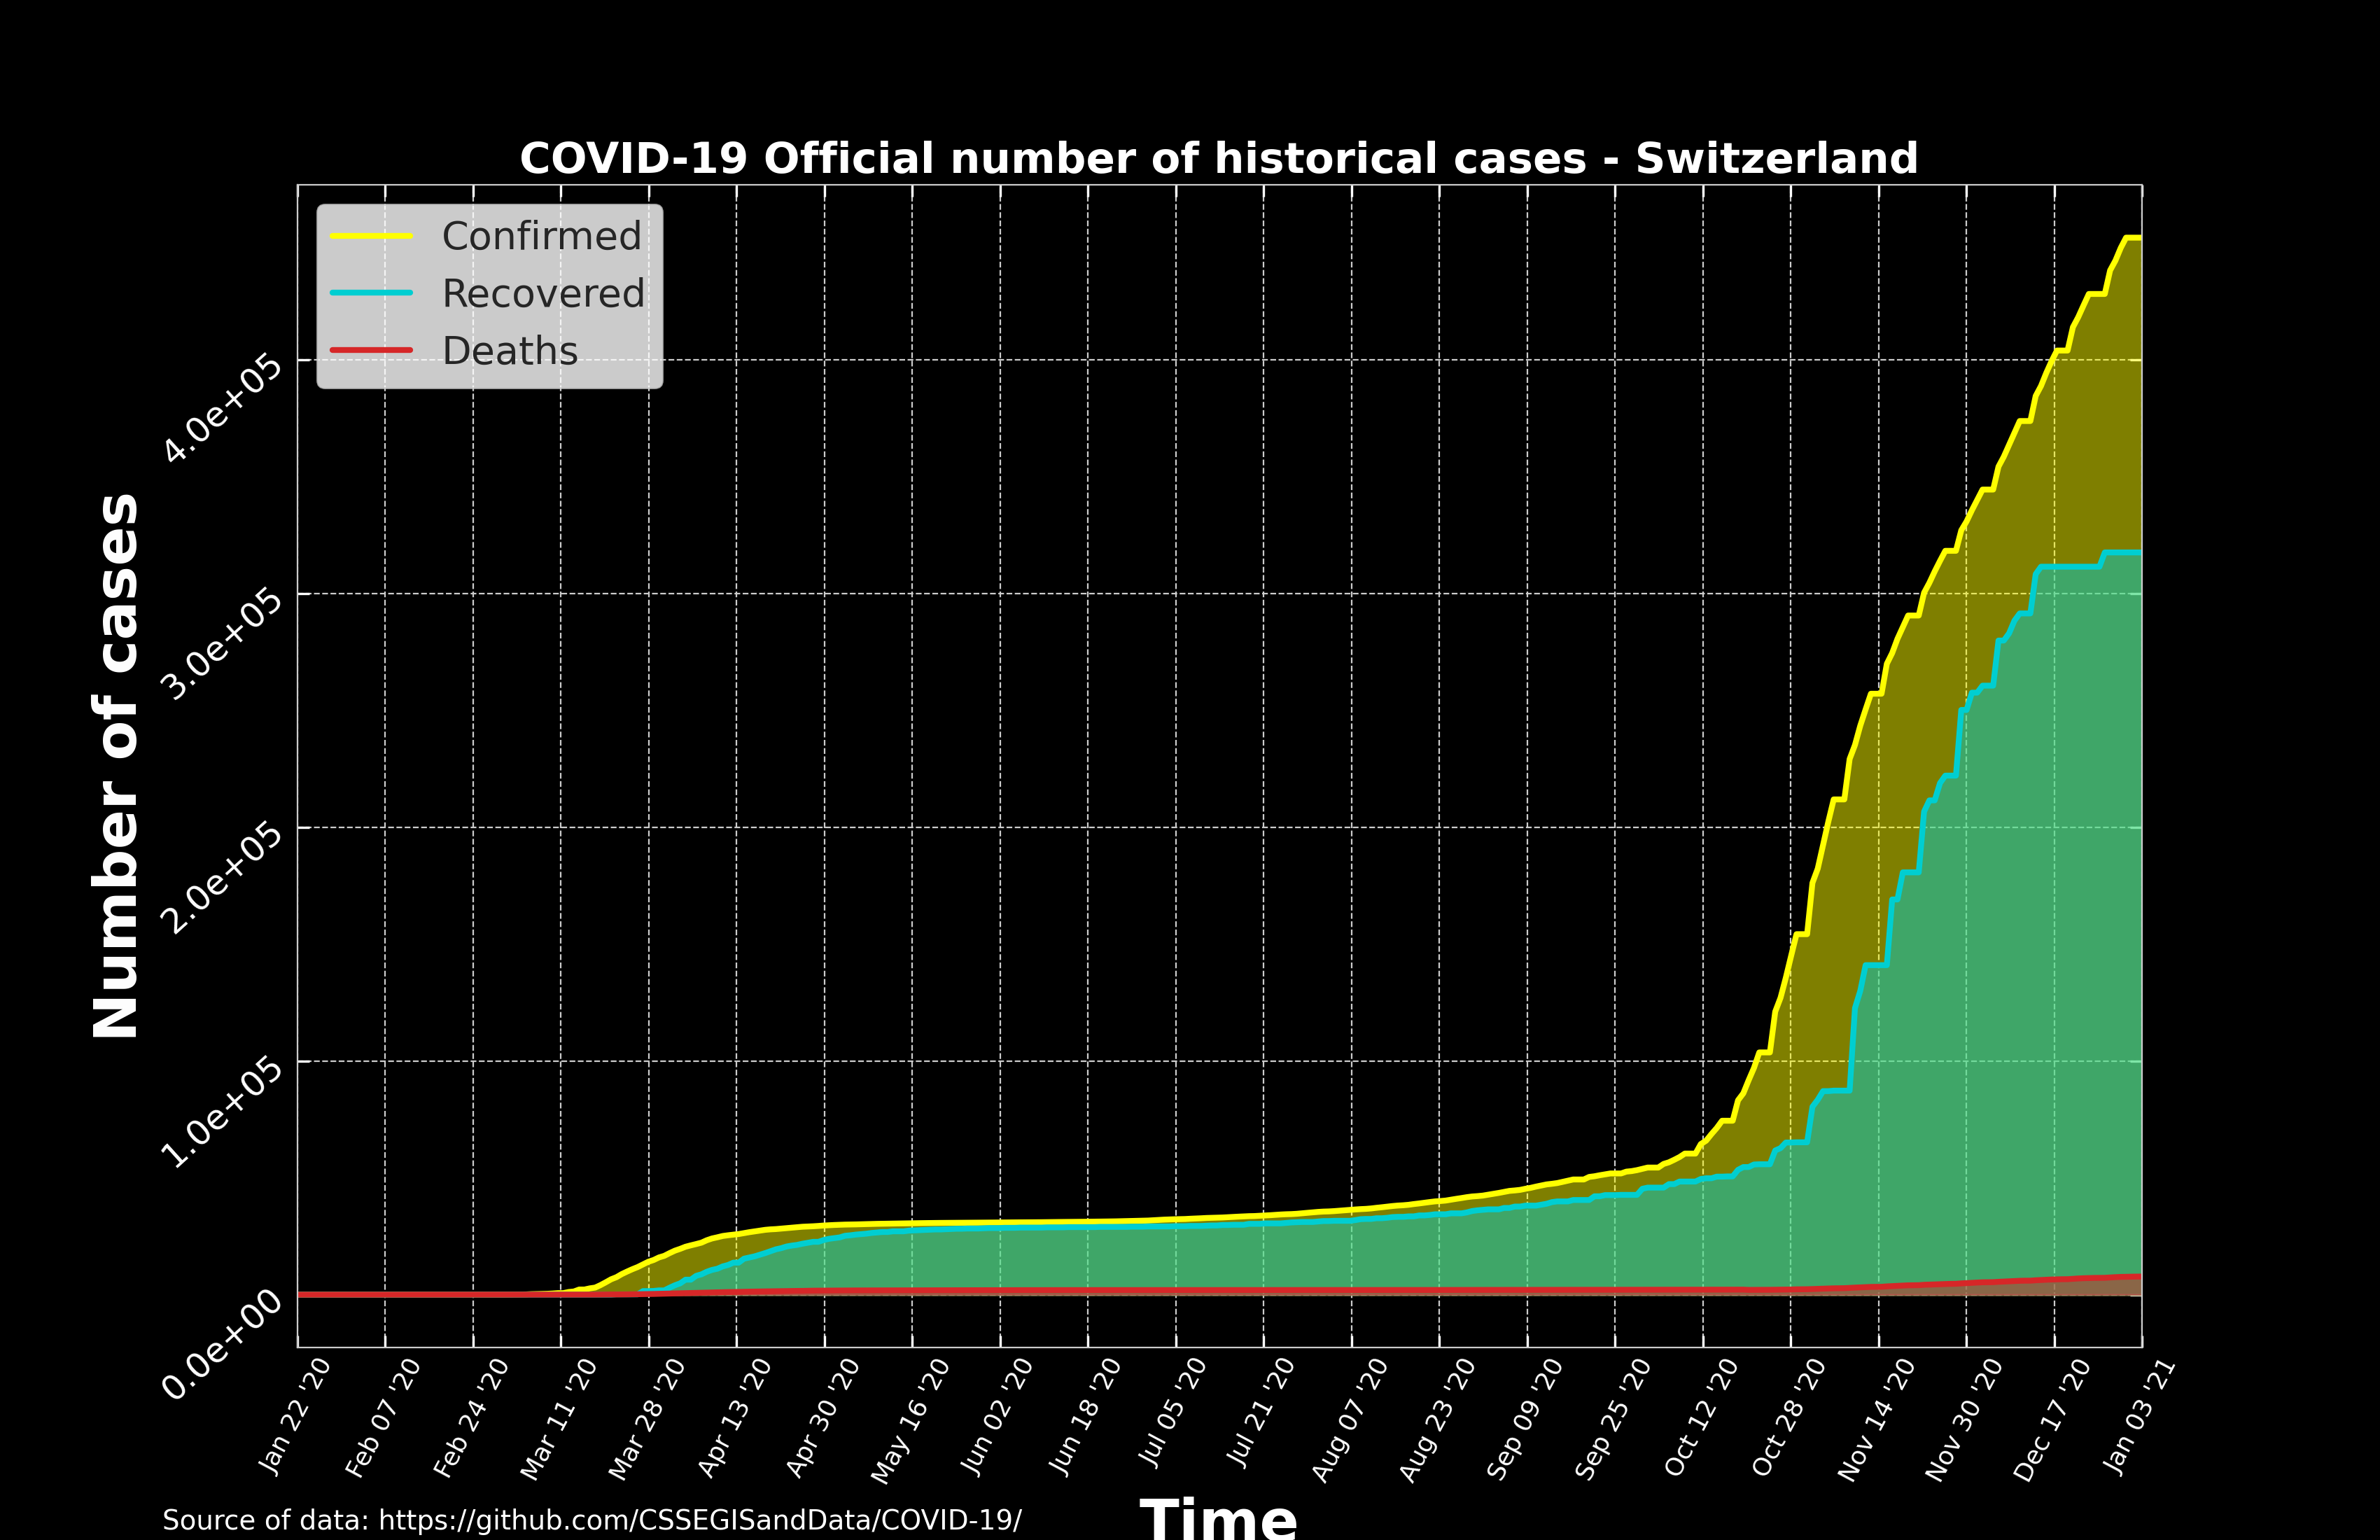 COVID-19 Official number of historical cases - Switzerland
Confirmed
Recovered
Deaths
Number of cases
4.0e+05
3.0e+05
2.0e+05
1.0e+05
0.0e+00
Jan 22 '20
Feb 07 '20
Feb 24 '20
Mar 11 '20
Mar 28 '20
Apr 13 '20
Apr 30 '20
May 16 '20
Jun 02 '20
Jun 18 '20
Jul 05 '20
Jul 21 '20
Aug 07 '20
Aug 23 '20
Sep 09 '20
Sep 25 '20
Oct 12 '20
Oct 28 '20
Nov 14 '20
Nov 30 '20
Dec 17 '20
Jan 03 '21
Time
Source of data: https://github.com/CSSEGISandData/COVID-19/